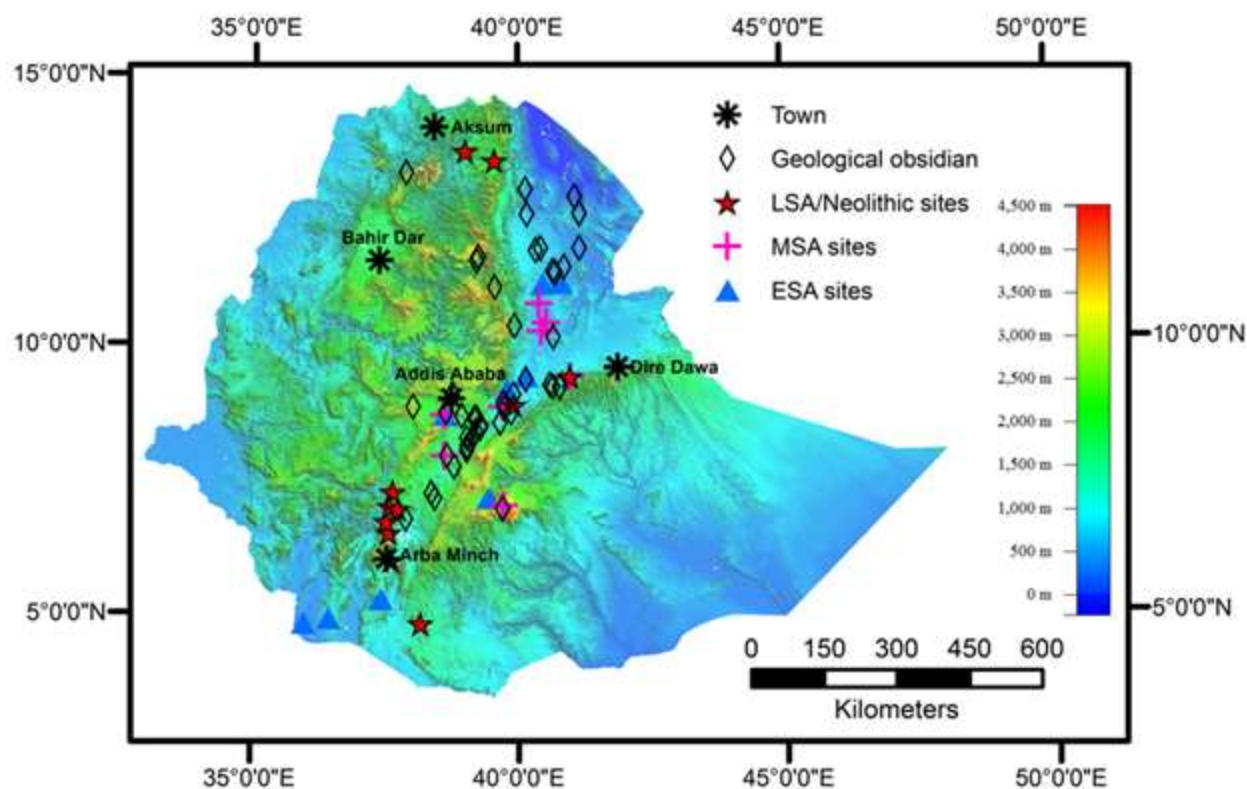 35°0'0"E 40°0'0"E 45°0'0"E 50°0'0"E
15°0'0"N
Aksum
Town
Geological obsidian
LSA/Neolithic sites
4,500 m
Bahir Dar
MSA sites
4,000 m
ESA sites
3,500 m
10°0'0"N
3,000 m
10°0'0"N
Addis Ababa
Dire Dawa
2,500 m
2,000 m
1,500 m
1,000 m
Arba Minch
500 m
0 m
5°0'0"N
5°0'0"N
0 150 300 450 600
Kilometers
35°0'0"E 40°0'0"E 45°0'0"E 50°0'0"E